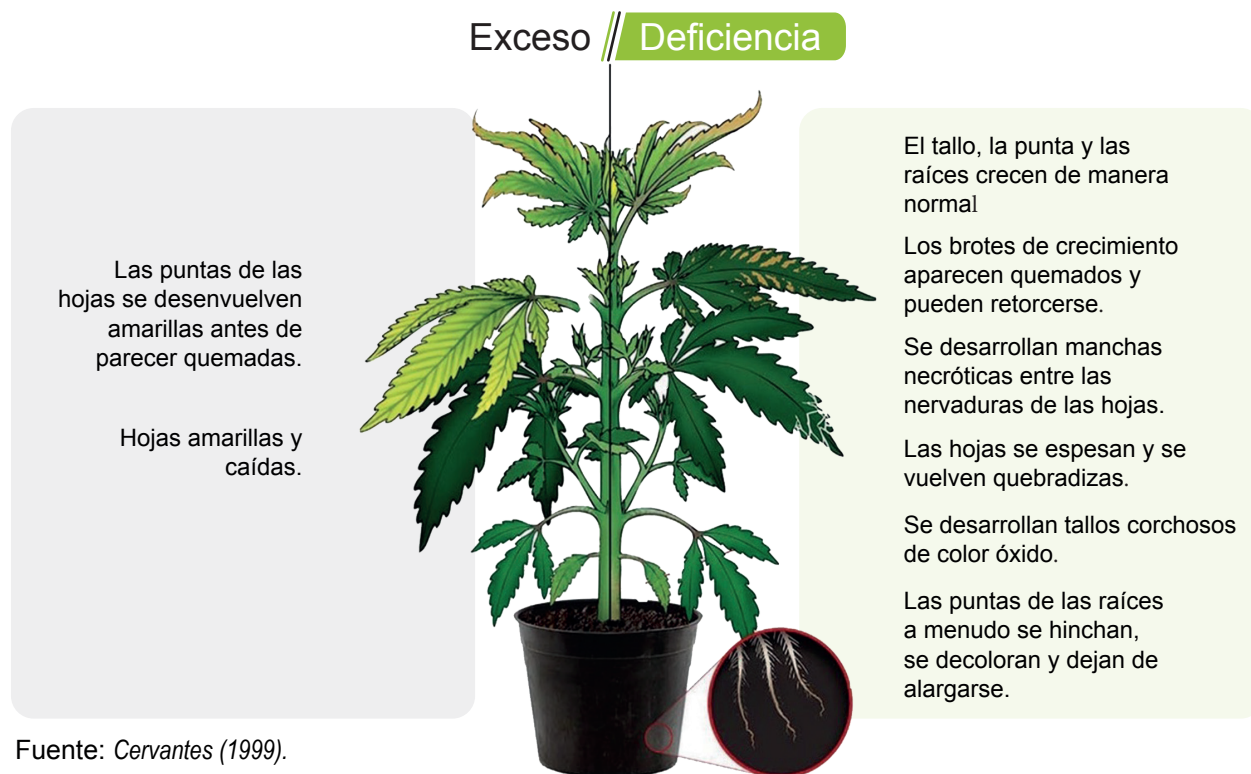 Exceso // Deficiencia
Las puntas de las
hojas se desenvuelven
amarillas antes de
parecer quemadas.
Hojas amarillas y
caídas.
El tallo, la punta y las
raíces crecen de manera
normal
Los brotes de crecimiento
aparecen quemados y
pueden retorcerse.
Se desarrollan manchas
necróticas entre las
nervaduras de las hojas.
Las hojas se espesan y se
vuelven quebradizas.
Se desarrollan tallos corchosos
de color óxido.
Las puntas de las raíces
a menudo se hinchan,
se decoloran y dejan de
alargarse.
Fuente: Cervantes (1999).